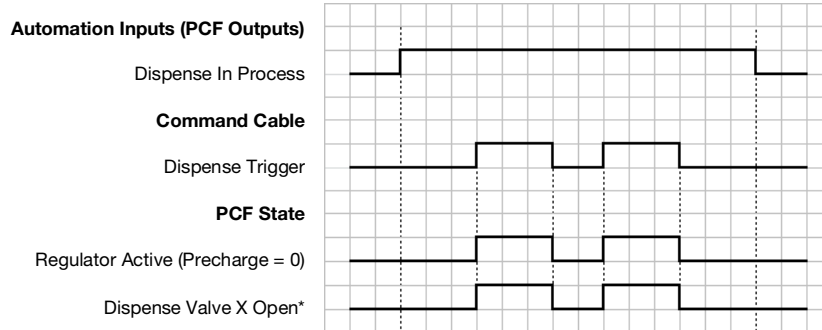 Automation Inputs (PCF Outputs)
Dispense In Process
Command Cable
Dispense Trigger
PCF State
Regulator Active (Precharge = 0)
Dispense Valve X Open*